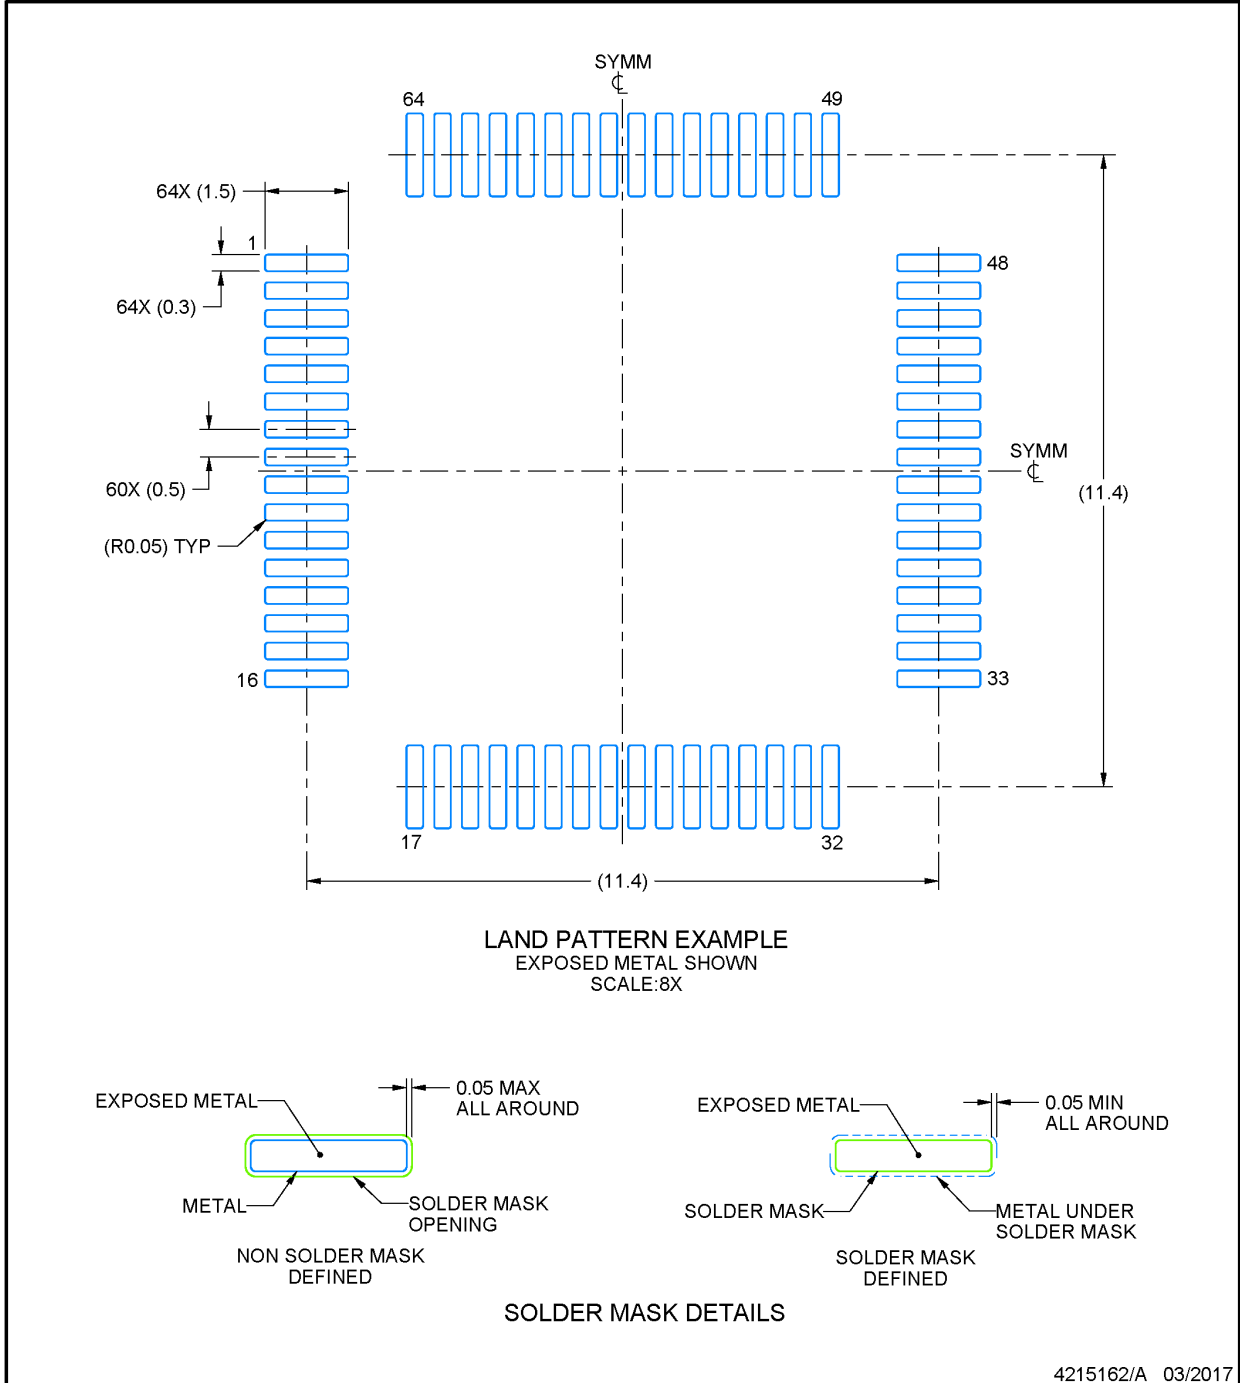 SYMM
℄
64
49
64X (1.5)
1
48
64X (0.3)
SYMM
℄
60X (0.5)
(11.4)
(R0.05) TYP
16
33
17
32
(11.4)
LAND PATTERN EXAMPLE
EXPOSED METAL SHOWN
SCALE:8X
EXPOSED METAL
0.05 MAX
ALL AROUND
METAL
SOLDER MASK
OPENING
NON SOLDER MASK
DEFINED
EXPOSED METAL
0.05 MIN
ALL AROUND
SOLDER MASK
METAL UNDER
SOLDER MASK
SOLDER MASK
DEFINED
SOLDER MASK DETAILS
4215162/A 03/2017